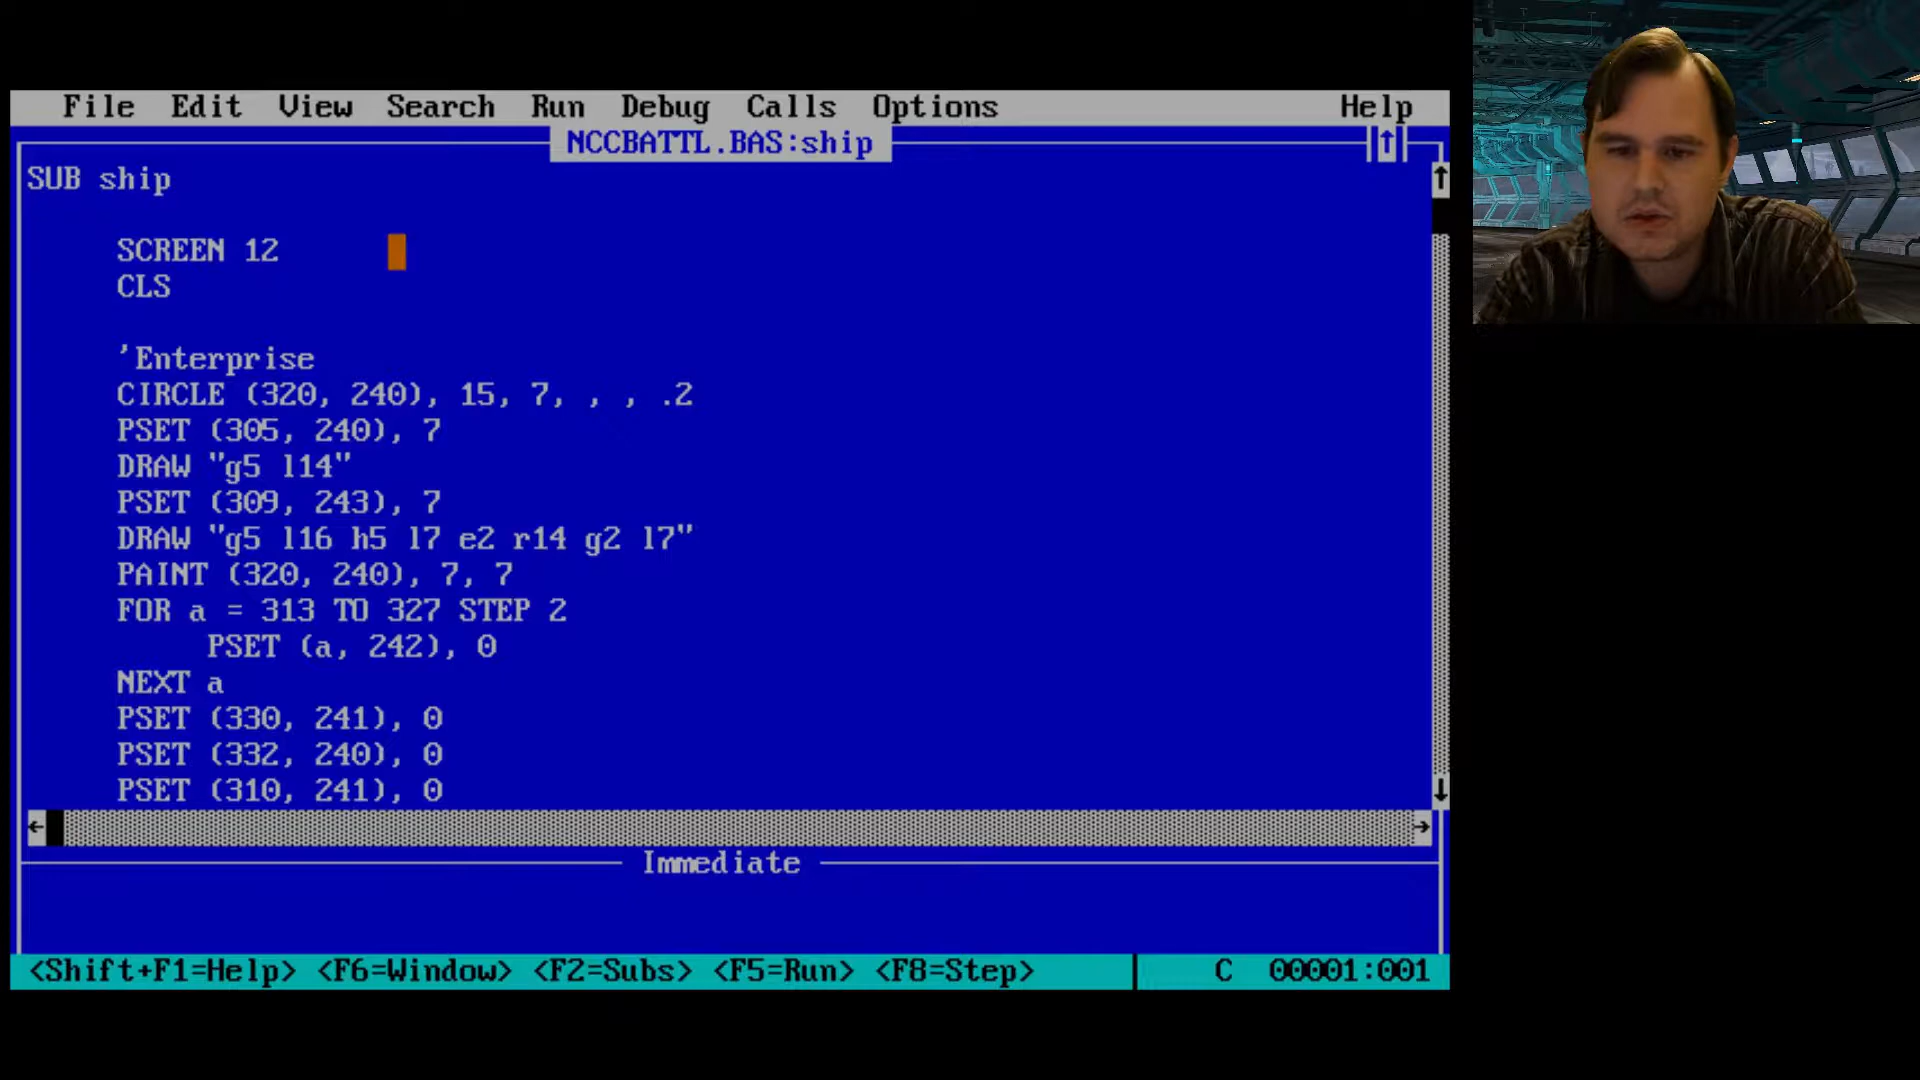 File Edit View Search Run Debug Calls Options Help
NCCBATTL.BAS:ship
SUB ship
SCREEN 12
CLS
'Enterprise
CIRCLE (320, 240), 15, 7, , , .2
PSET (305, 240), 7
DRAW "g5 l14"
PSET (309, 243), 7
DRAW "g5 l16 h5 l7 e2 r14 g2 l7"
PAINT (320, 240), 7, 7
FOR a = 313 TO 327 STEP 2
PSET (a, 242), 0
NEXT a
PSET (330, 241), 0
PSET (332, 240), 0
PSET (310, 241), 0
Immediate
<Shift+F1=Help> <F6=Window> <F2=Subs> <F5=Run> <F8=Step> C 00001:001